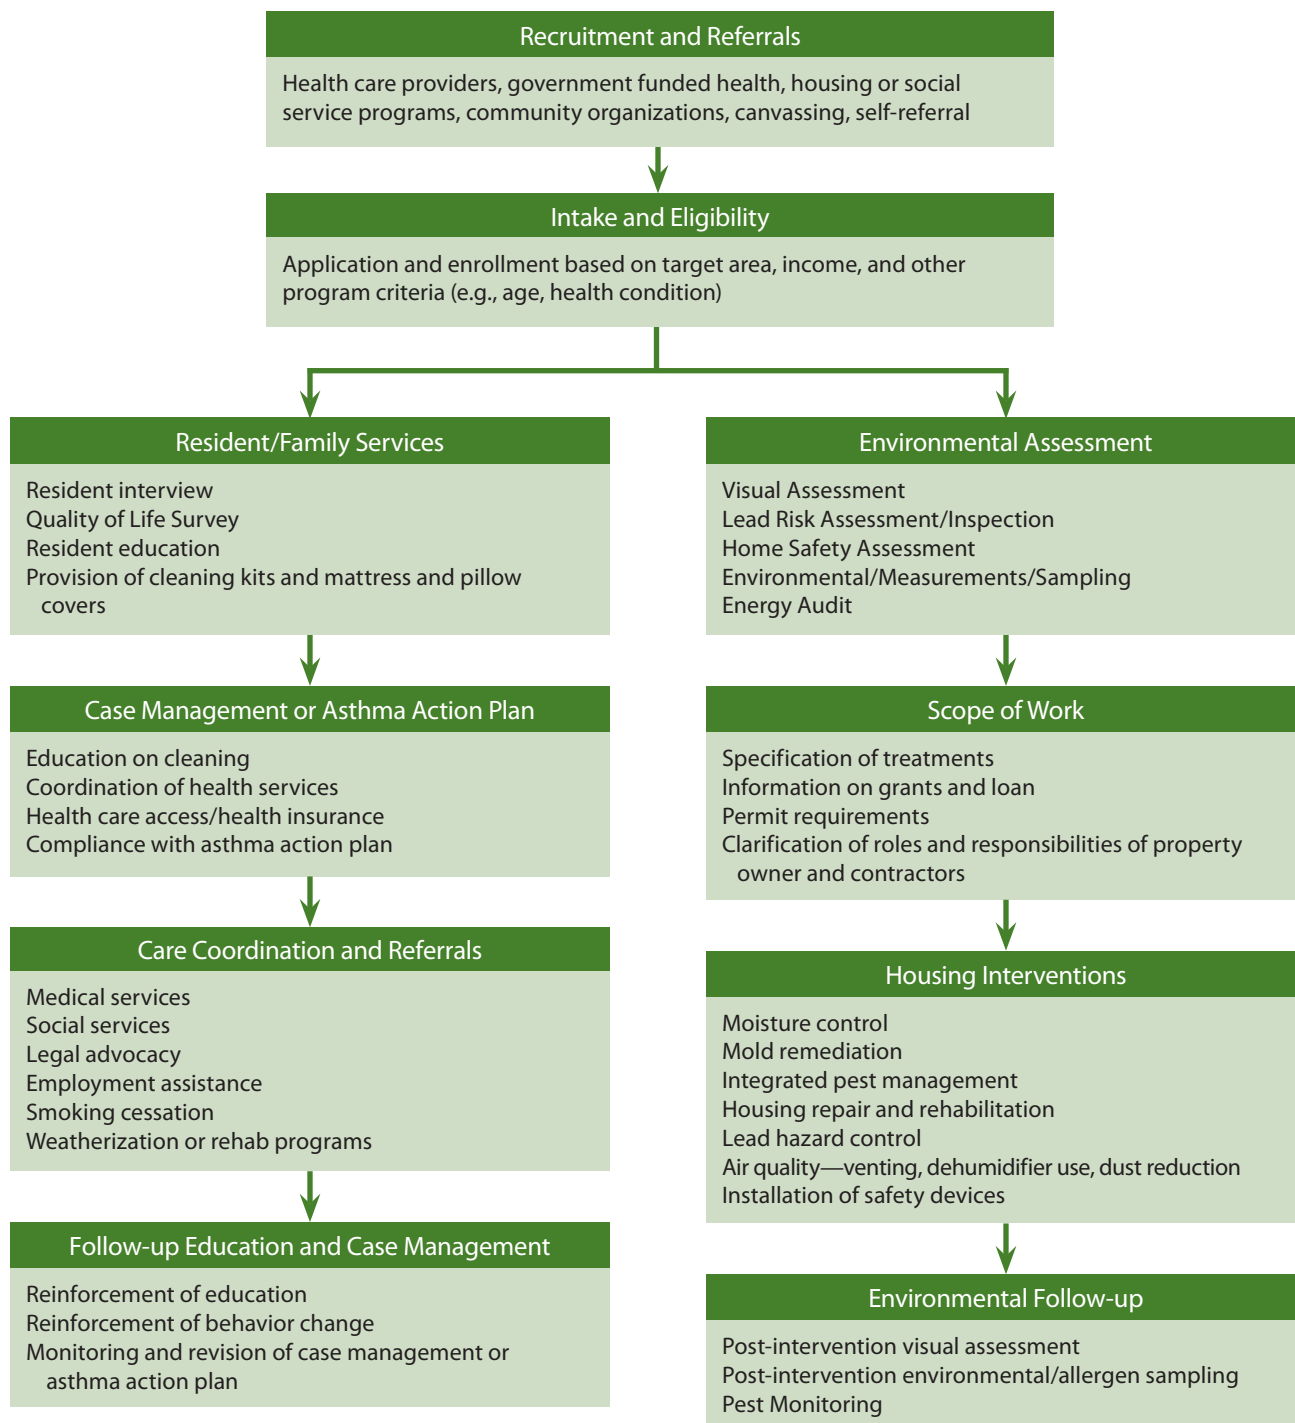 Recruitment and Referrals
Health care providers, government funded health, housing or social
service programs, community organizations, canvassing, self-referral
Intake and Eligibility
Application and enrollment based on target area, income, and other
program criteria (e.g., age, health condition)
Resident/Family Services
Resident interview
Quality of Life Survey
Resident education
Provision of cleaning kits and mattress and pillow
covers
Case Management or Asthma Action Plan
Education on cleaning
Coordination of health services
Health care access/health insurance
Compliance with asthma action plan
Care Coordination and Referrals
Medical services
Social services
Legal advocacy
Employment assistance
Smoking cessation
Weatherization or rehab programs
Follow-up Education and Case Management
Reinforcement of education
Reinforcement of behavior change
Monitoring and revision of case management or
asthma action plan
Environmental Assessment
Visual Assessment
Lead Risk Assessment/Inspection
Home Safety Assessment
Environmental/Measurements/Sampling
Energy Audit
Scope of Work
Specification of treatments
Information on grants and loan
Permit requirements
Clarification of roles and responsibilities of property
owner and contractors
Housing Interventions
Moisture control
Mold remediation
Integrated pest management
Housing repair and rehabilitation
Lead hazard control
Air quality—venting, dehumidifier use, dust reduction
Installation of safety devices
Environmental Follow-up
Post-intervention visual assessment
Post-intervention environmental/allergen sampling
Pest Monitoring